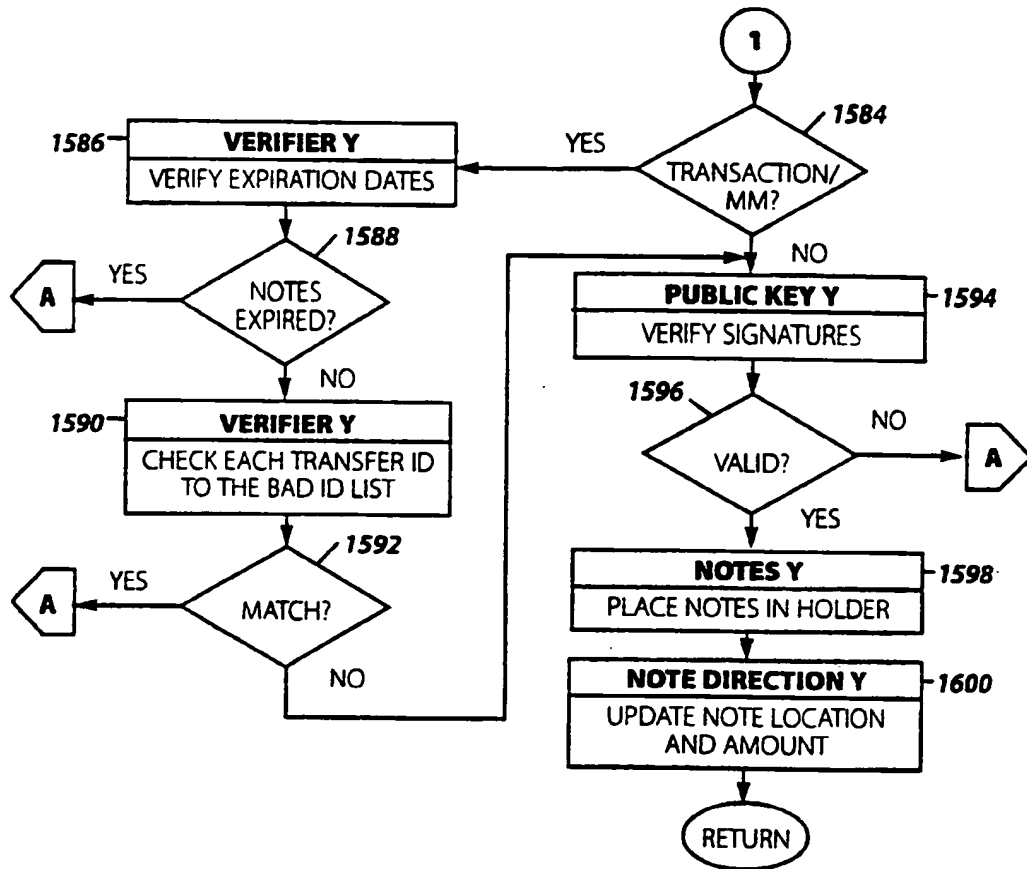 1
1584
TRANSACTION/
MM?
YES
NO
1586
VERIFIER Y
VERIFY EXPIRATION DATES
1588
NOTES
EXPIRED?
YES
A
NO
1590
VERIFIER Y
CHECK EACH TRANSFER ID
TO THE BAD ID LIST
1592
MATCH?
YES
A
NO
PUBLIC KEY Y
1594
VERIFY SIGNATURES
1596
VALID?
NO
A
YES
NOTES Y
1598
PLACE NOTES IN HOLDER
NOTE DIRECTION Y
1600
UPDATE NOTE LOCATION
AND AMOUNT
RETURN